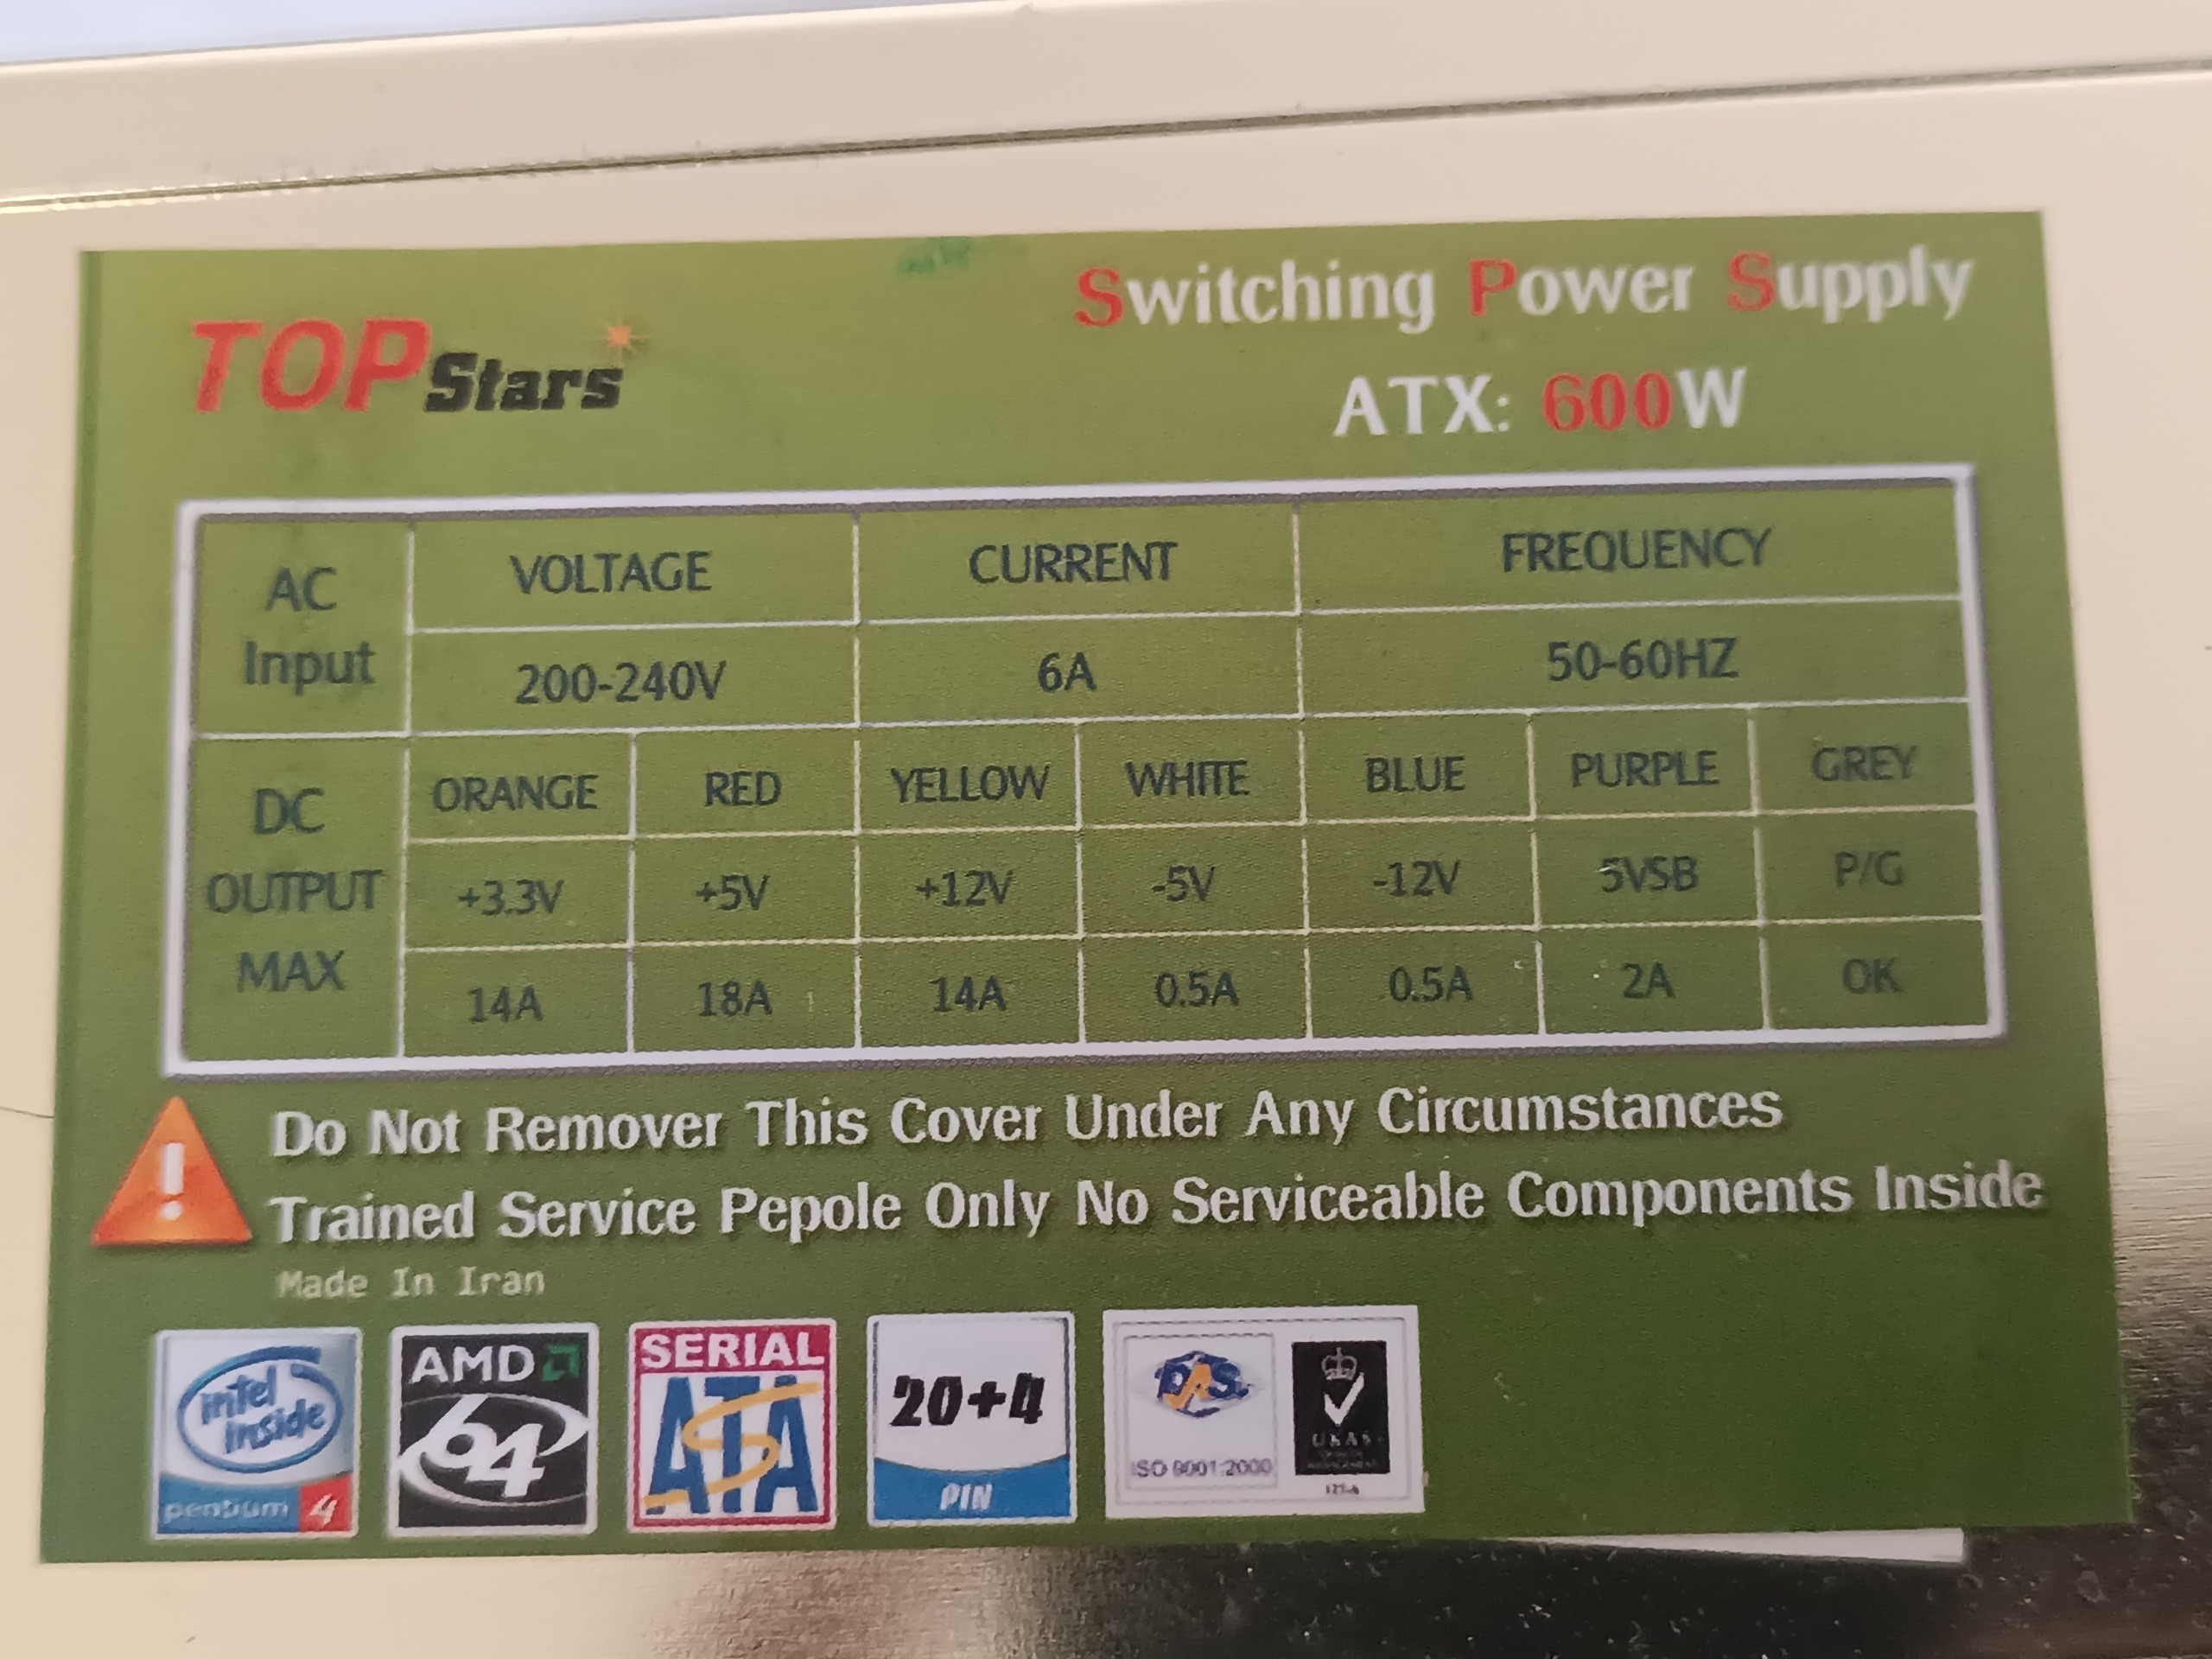 TOP Stars
Switching Power Supply
ATX: 600W
AC Input VOLTAGE CURRENT FREQUENCY
200-240V 6A 50-60HZ
DC OUTPUT MAX ORANGE RED YELLOW WHITE BLUE PURPLE GREY
+3.3V +5V +12V -5V -12V 5VSB P/G
14A 18A 14A 0.5A 0.5A 2A OK
Do Not Remover This Cover Under Any Circumstances
Trained Service Pepole Only No Serviceable Components Inside
Made In Iran
intel inside pentium 4
AMD 64
SERIAL ATA
20+4 PIN
ISO 9001:2000
UKAS